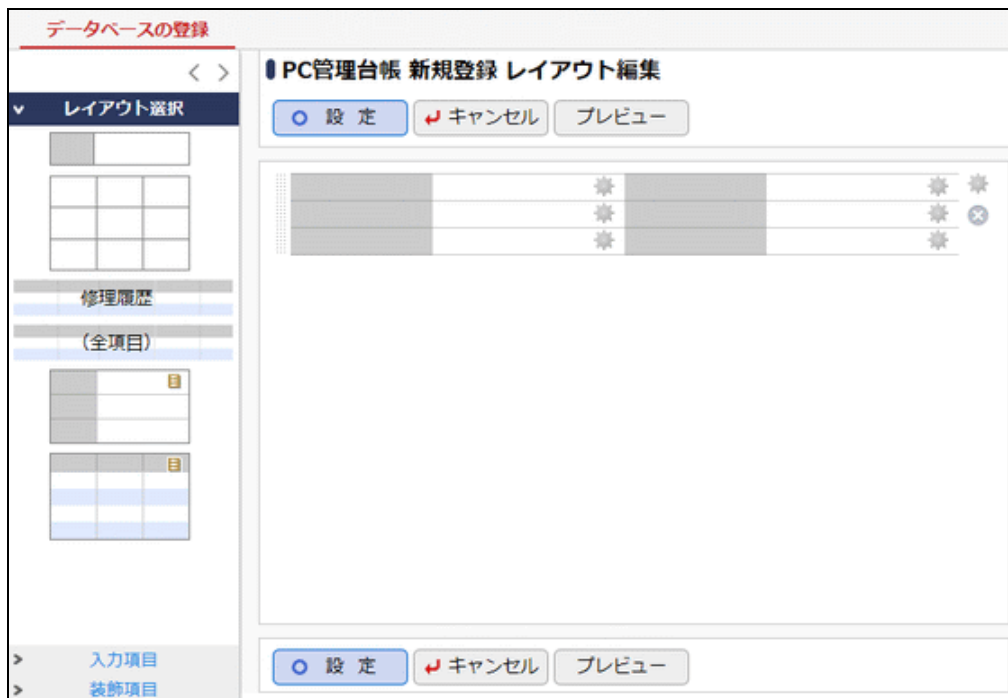 データベースの登録
レイアウト選択
修理履歴
(全項目)
入力項目
装飾項目
PC管理台帳 新規登録 レイアウト編集
設 定
キャンセル
プレビュー
設 定
キャンセル
プレビュー